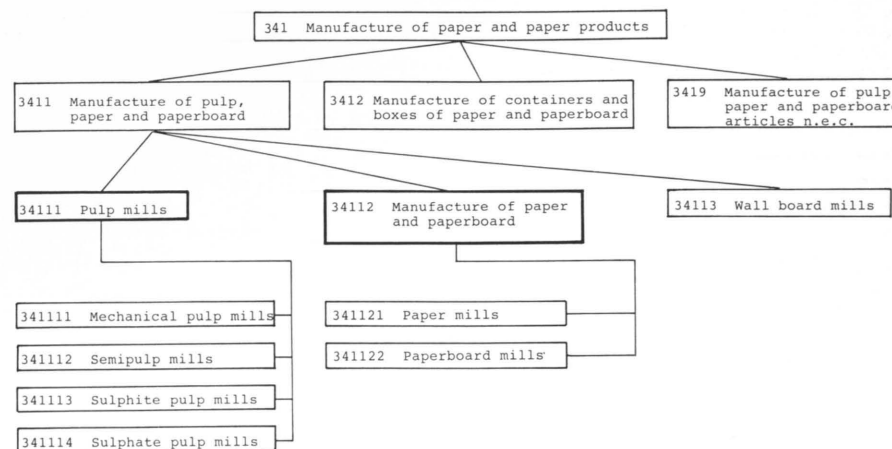 341 Manufacture of paper and paper products
3411 Manufacture of pulp,
paper and paperboard
3412 Manufacture of containers and
boxes of paper and paperboard
3419 Manufacture of pulp
paper and paperboard
articles n.e.c.
34111 Pulp mills
34112 Manufacture of paper
and paperboard
34113 Wall board mills
341111 Mechanical pulp mills
341112 Semipulp mills
341113 Sulphite pulp mills
341114 Sulphate pulp mills
341121 Paper mills
341122 Paperboard mills